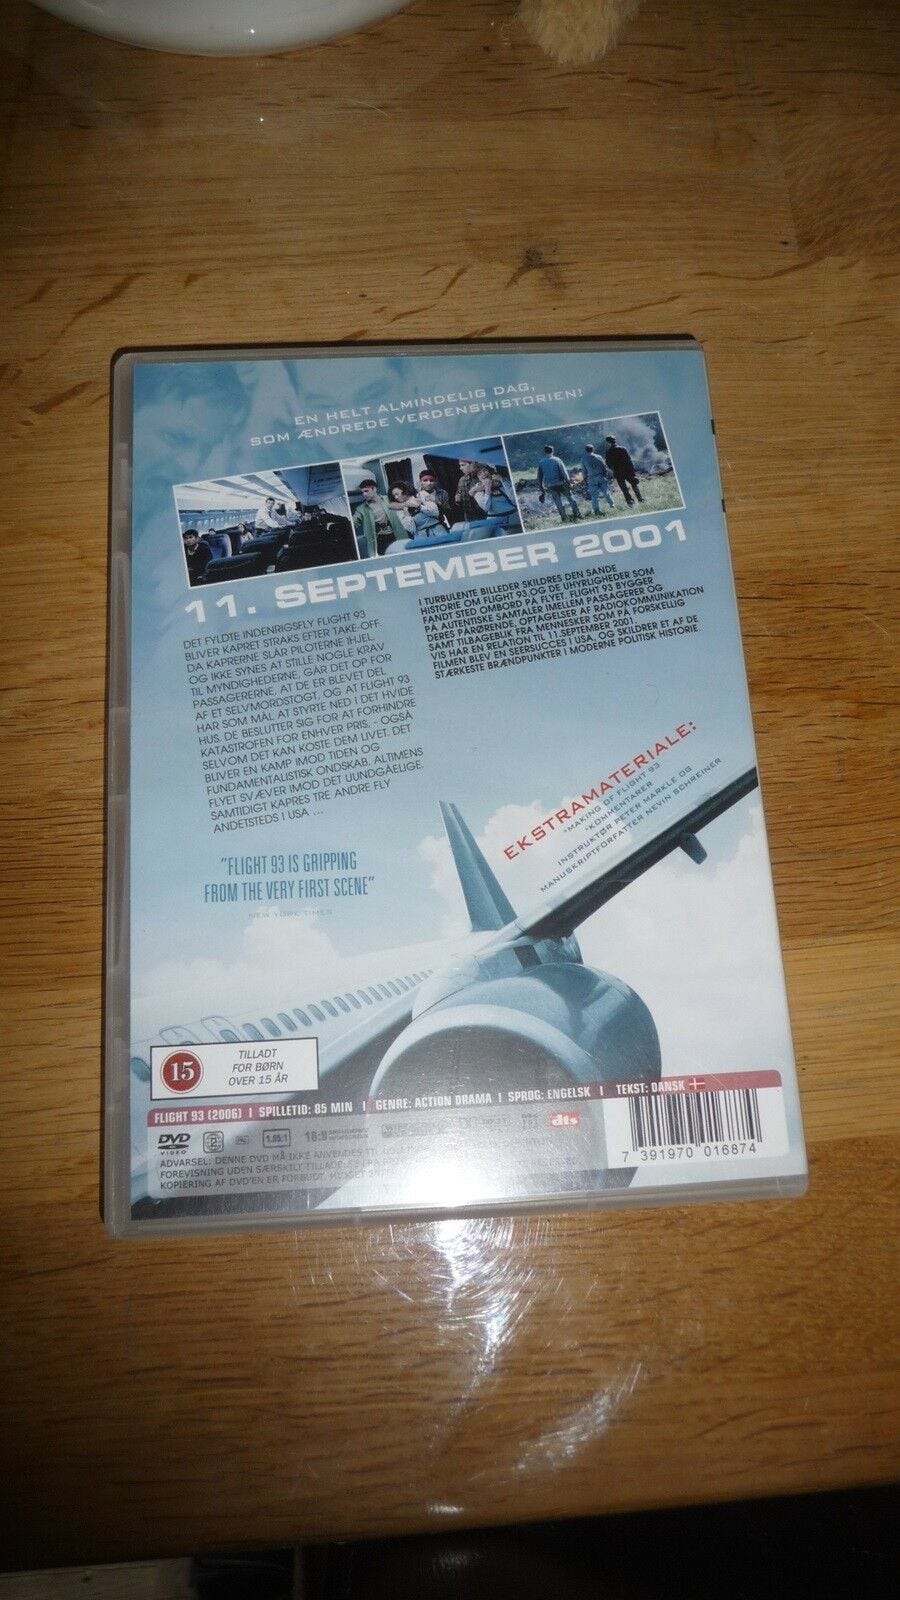 EN HELT ALMINDELIG DAG,
SOM ÆNDREDE VERDENSHISTORIEN!
11. SEPTEMBER 2001
DET FYLDTE INDENRIGSFLY FLIGHT 93
BLIVER KAPRET STRAKS EFTER TAKE-OFF.
DA KAPRERNE SLÅR PILOTERNE IHJEL,
OG IKKE SYNES AT STILLE NOGLE KRAV
TIL MYNDIGHEDERNE, GÅR DET OP FOR
PASSAGERERNE, AT DE ER BLEVET DEL
AF ET SELVMORDSTOGT, OG AT FLIGHT 93
HAR SOM MÅL AT STYRTE NED I DET HVIDE
HUS. DE BESLUTTER SIG FOR AT FORHINDRE
KATASTROFEN FOR ENHVER PRIS, - OGSÅ
SELVOM DET KAN KOSTE DEM LIVET. DET
BLIVER EN KAMP IMOD TIDEN OG
FUNDAMENTALISTISK ONDSKAB, ALTIMENS
FLYET SVÆVER IMOD DET UUNDGÅELIGE.
SAMTIDIGT KAPRES TRE ANDRE FLY
ANDETSTEDS I USA ...
I TURBULENTE BILLEDER SKILDRES DEN SANDE
HISTORIE OM FLIGHT 93 OG DE UHYRLIGHEDER SOM
FANDT STED OMBORD PÅ FLYET. FLIGHT 93 BYGGER
PÅ AUTENTISKE SAMTALER IMELLEM PASSAGERER OG
DERES PÅRØRENDE, OPTAGELSER AF RADIOKOMMUNIKATION
SAMT TILBAGEBLIK FRA MENNESKER SOM PÅ FORSKELLIG
VIS HAR EN RELATION TIL 11.SEPTEMBER 2001.
FILMEN BLEV EN SEERSUCCES I USA, OG SKILDRER ET AF DE
STÆRKESTE BRÆNDPUNKTER I MODERNE POLITISK HISTORIE.
EKSTRAMATERIALE:
*MAKING OF FLIGHT 93
*KOMMENTARER
INSTRUKTØR PETER MARKLE OG
MANUSKRIPTFORFATTER NEVIN SCHREINER
"FLIGHT 93 IS GRIPPING
FROM THE VERY FIRST SCENE"
NEW YORK TIMES
15
TILLADT
FOR BØRN
OVER 15 ÅR
FLIGHT 93 (2006) | SPILLETID: 85 MIN | GENRE: ACTION DRAMA | SPROG: ENGELSK | TEKST: DANSK
DVD VIDEO 2 PAL 1.85:1 16:9 dts
ADVARSEL: DENNE DVD MÅ IKKE ANVENDES TIL
FOREVISNING UDEN SÆRSKILT TILLADELSE FRA
KOPIERING AF DVD'EN ER FORBUDT.
7 391970 016874